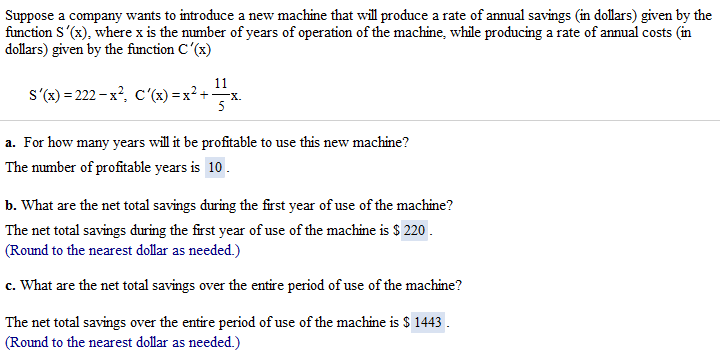 Suppose a company wants to introduce a new machine that will produce a rate of annual savings (in dollars) given by the
function S′(x), where x is the number of years of operation of the machine, while producing a rate of annual costs (in
dollars) given by the function C′(x)
S′(x) = 222 − x², C′(x) = x² + 11/5 x.
a. For how many years will it be profitable to use this new machine?
The number of profitable years is 10.
b. What are the net total savings during the first year of use of the machine?
The net total savings during the first year of use of the machine is $ 220.
(Round to the nearest dollar as needed.)
c. What are the net total savings over the entire period of use of the machine?
The net total savings over the entire period of use of the machine is $ 1443.
(Round to the nearest dollar as needed.)